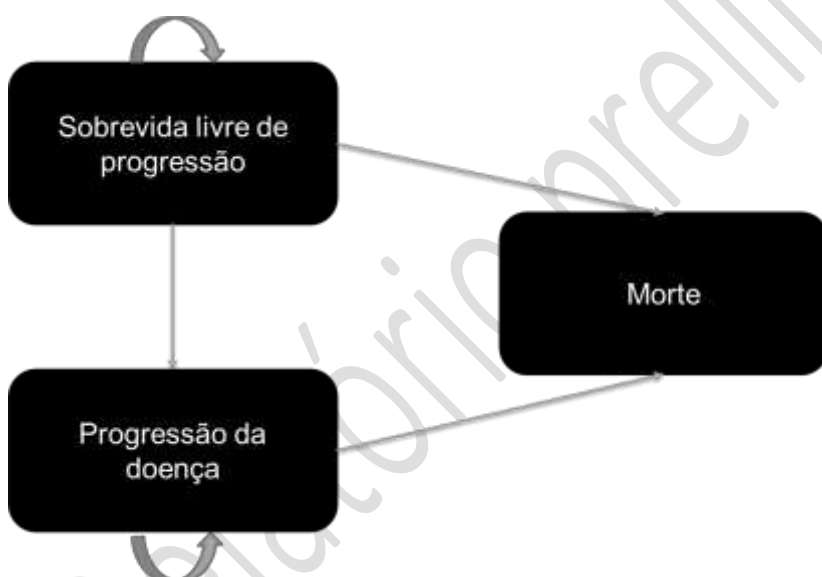 Sobrevida livre de
progressão
Morte
Progressão da
doença